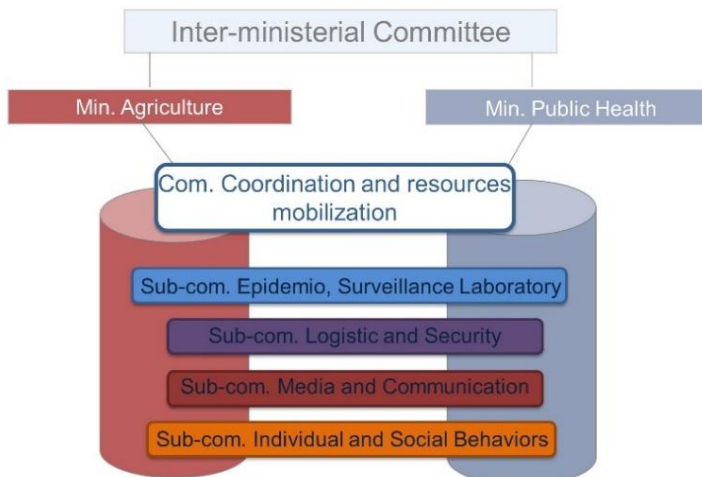 Inter-ministerial Committee
Min. Agriculture
Min. Public Health
Com. Coordination and resources
mobilization
Sub-com. Epidemio, Surveillance Laboratory
Sub-com. Logistic and Security
Sub-com. Media and Communication
Sub-com. Individual and Social Behaviors